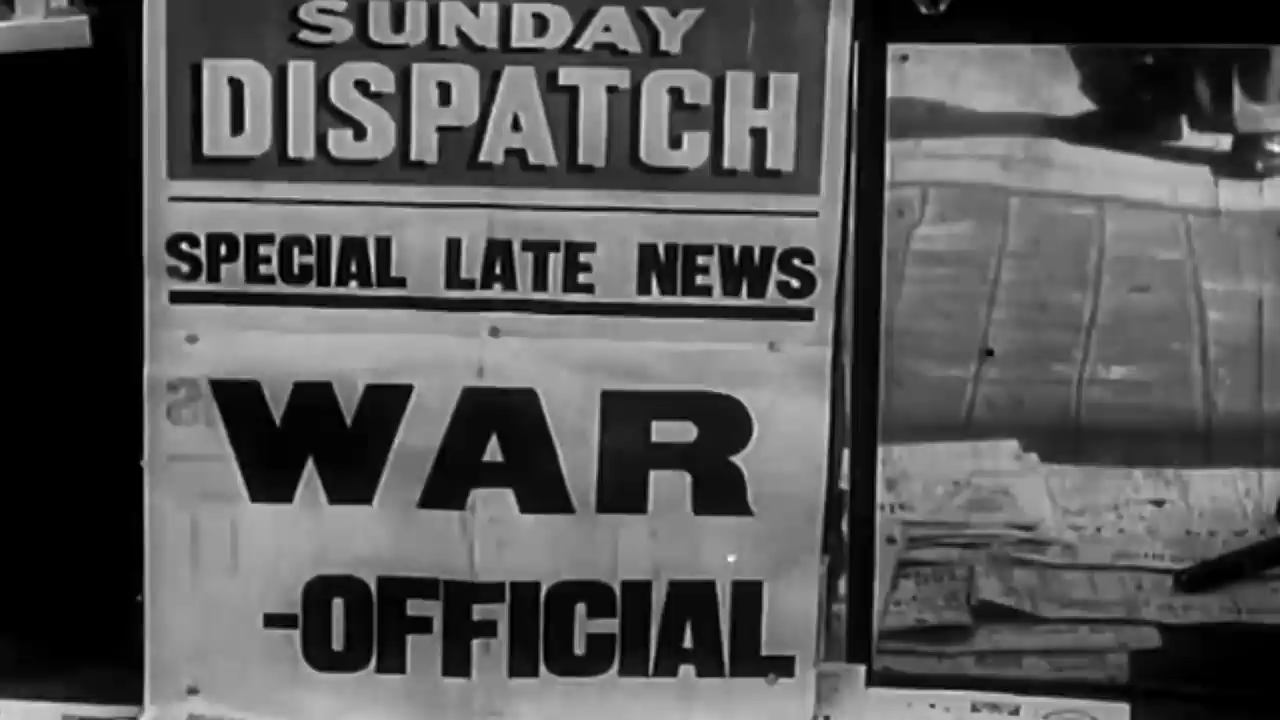 SUNDAY
DISPATCH
SPECIAL LATE NEWS
WAR
-OFFICIAL